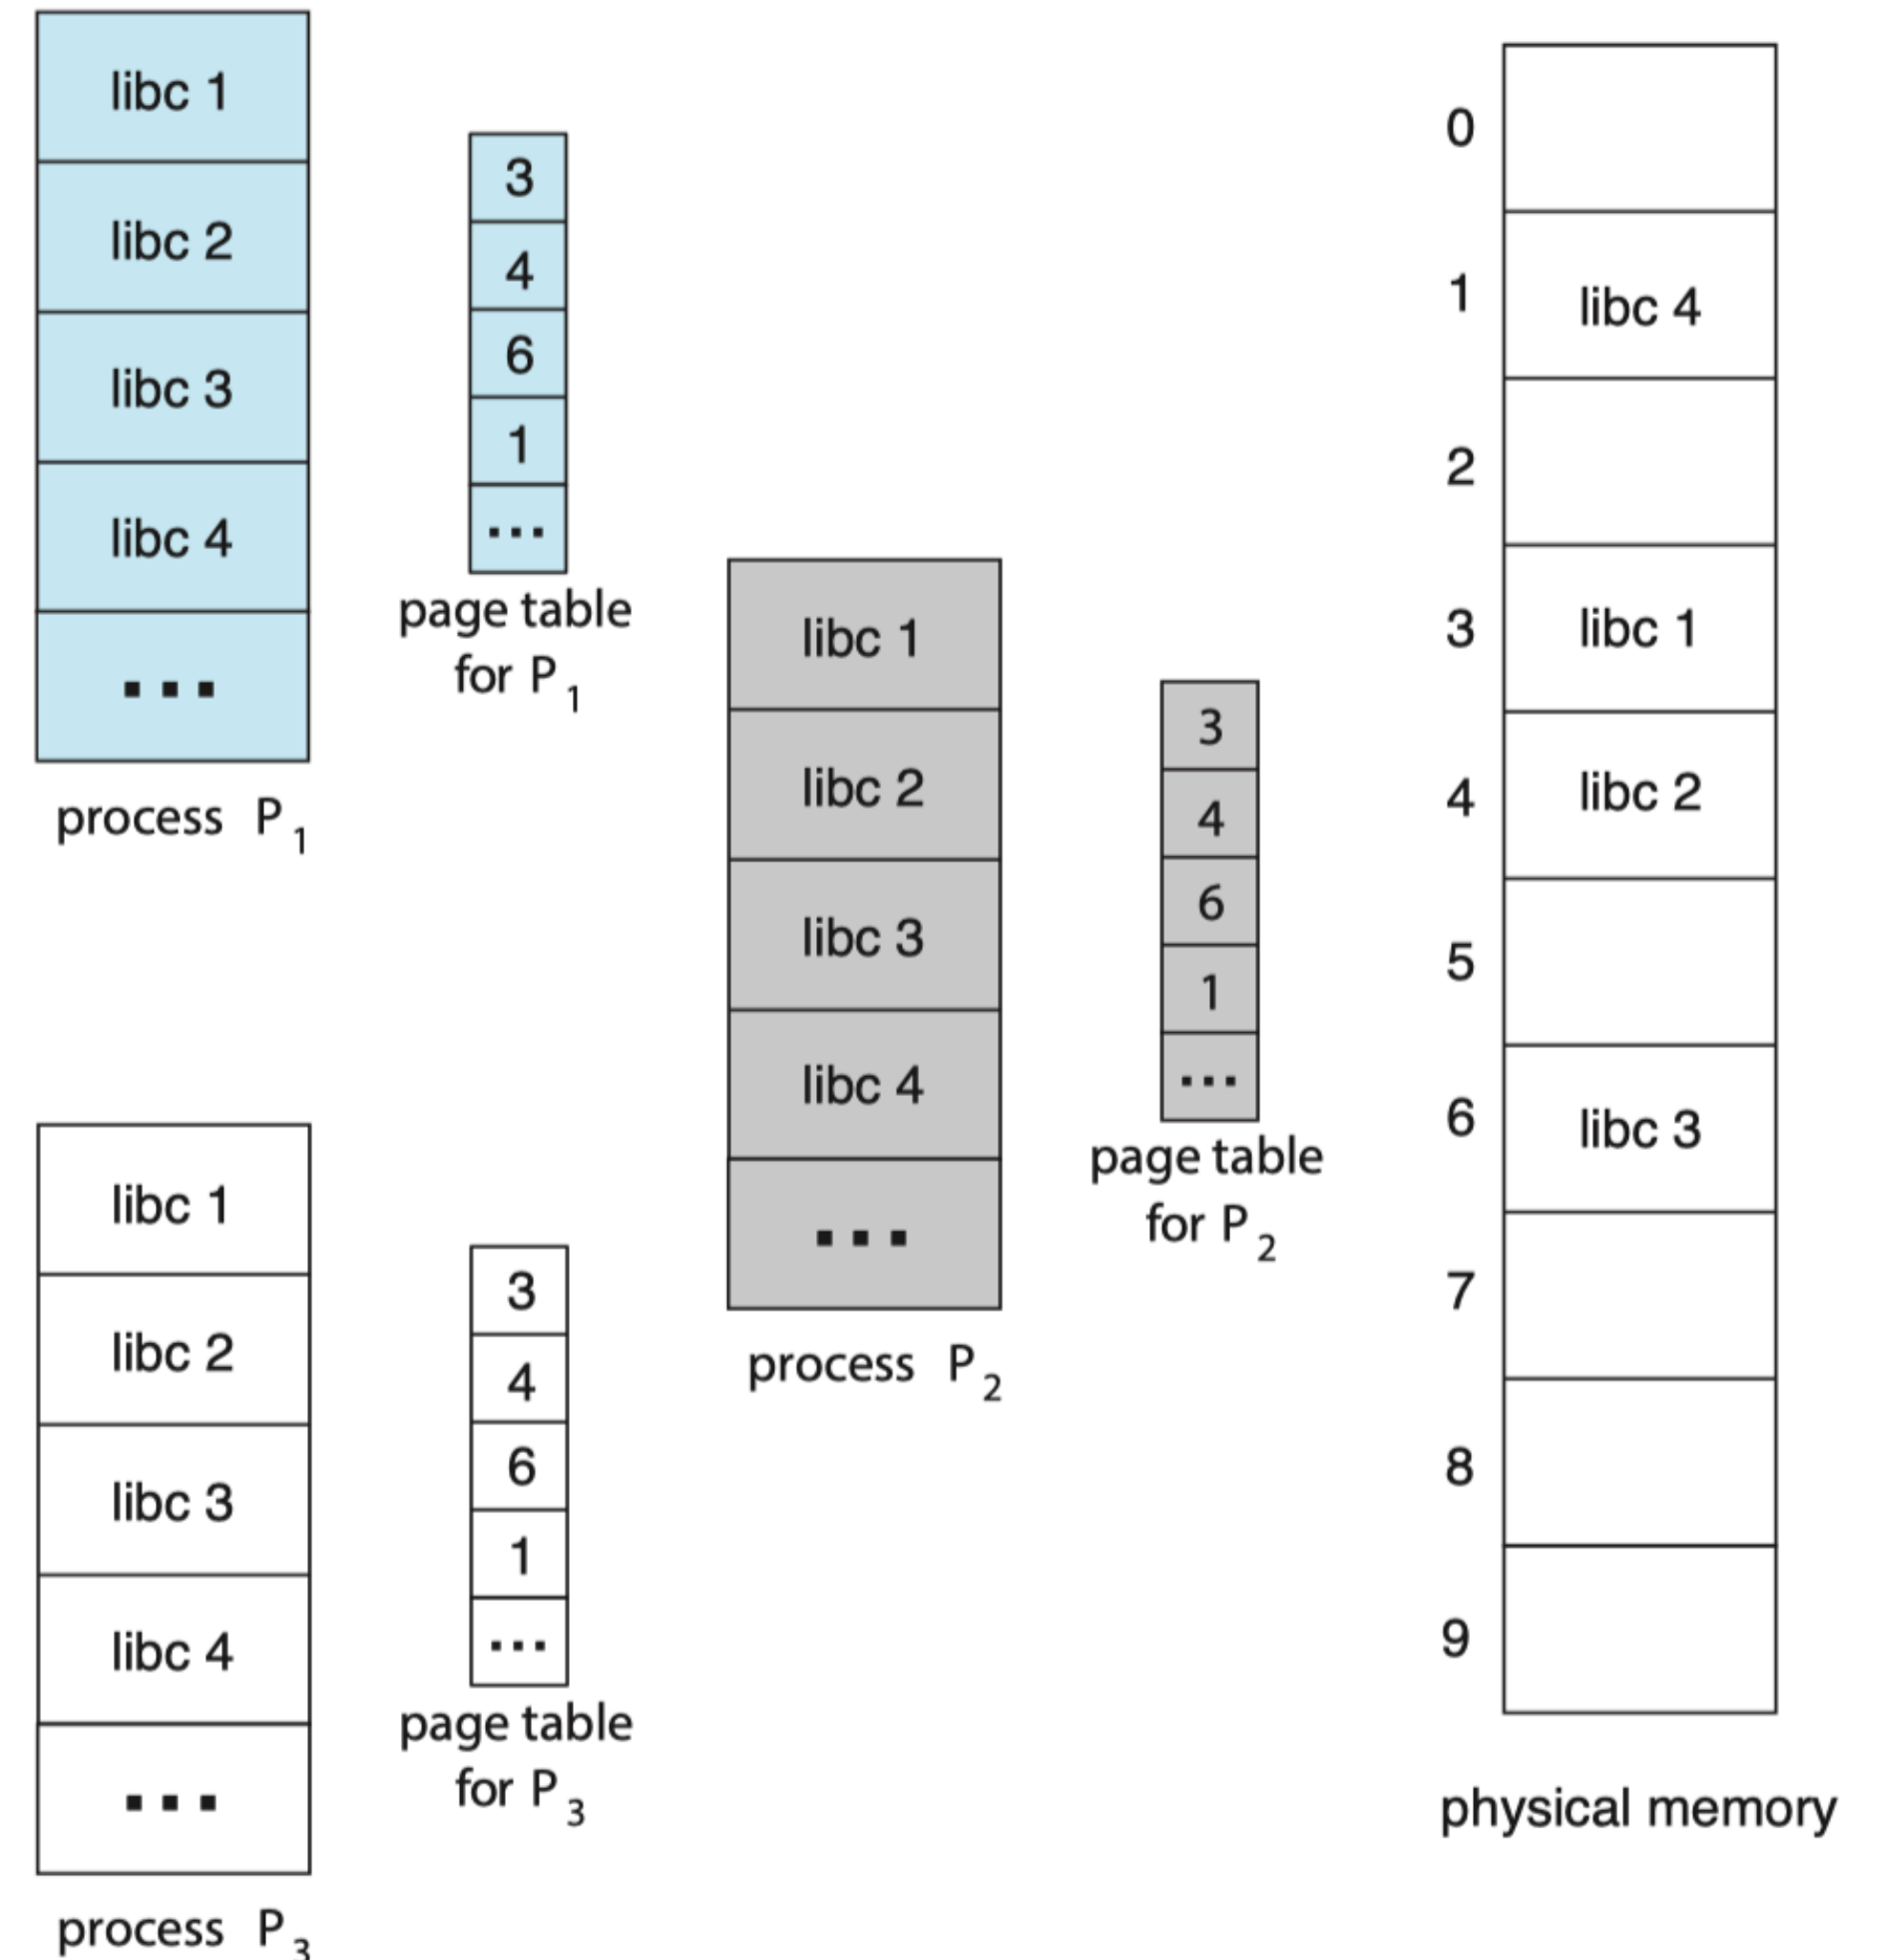 libc 1
libc 2
libc 3
libc 4
...
process P1
3
4
6
1
...
page table
for P1
libc 1
libc 2
libc 3
libc 4
...
process P2
3
4
6
1
...
page table
for P2
libc 1
libc 2
libc 3
libc 4
...
process P3
3
4
6
1
...
page table
for P3
0
1 libc 4
2
3 libc 1
4 libc 2
5
6 libc 3
7
8
9
physical memory